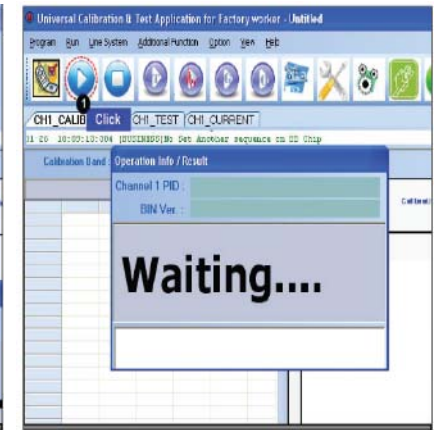 Universal Calibration & Test Application for Factory worker - Untitled
Program Run Line System Additional Function Option View Help
1
CH1_CALIB Click CH1_TEST CH1_CURRENT
Calibration Band : Operation Info / Result
Channel 1 PID :
BIN Ver. :
Waiting....